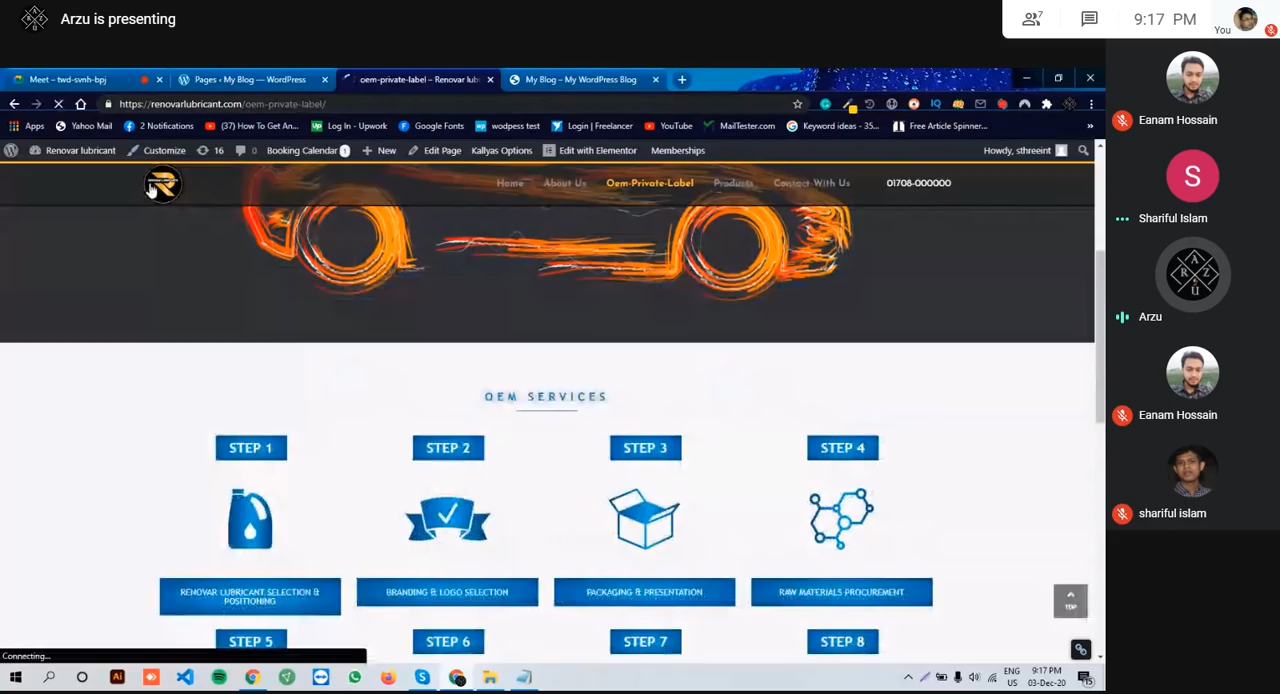 Arzu is presenting
7
9:17 PM
You
Meet – twd-svnh-bpj
Pages ‹ My Blog — WordPress
oem-private-label – Renovar lub
My Blog – My WordPress Blog
https://renovarlubricant.com/oem-private-label/
Apps
Yahoo Mail
2 Notifications
(37) How To Get An...
Log In - Upwork
Google Fonts
wodpess test
Login | Freelancer
YouTube
MailTester.com
Keyword ideas - 35...
Free Article Spinner...
Renovar lubricant
Customize
16
0
Booking Calendar 1
New
Edit Page
Kallyas Options
Edit with Elementor
Memberships
Howdy, sthreeint
Home
About Us
Oem-Private-Label
Products
Contact With Us
01708-000000
OEM SERVICES
STEP 1
STEP 2
STEP 3
STEP 4
RENOVAR LUBRICANT SELECTION &
POSITIONING
BRANDING & LOGO SELECTION
PACKAGING & PRESENTATION
RAW MATERIALS PROCUREMENT
TOP
STEP 5
STEP 6
STEP 7
STEP 8
Connecting...
ENG
US
9:17 PM
03-Dec-20
15
Eanam Hossain
S
Shariful Islam
A
R
Z
U
Arzu
Eanam Hossain
shariful islam